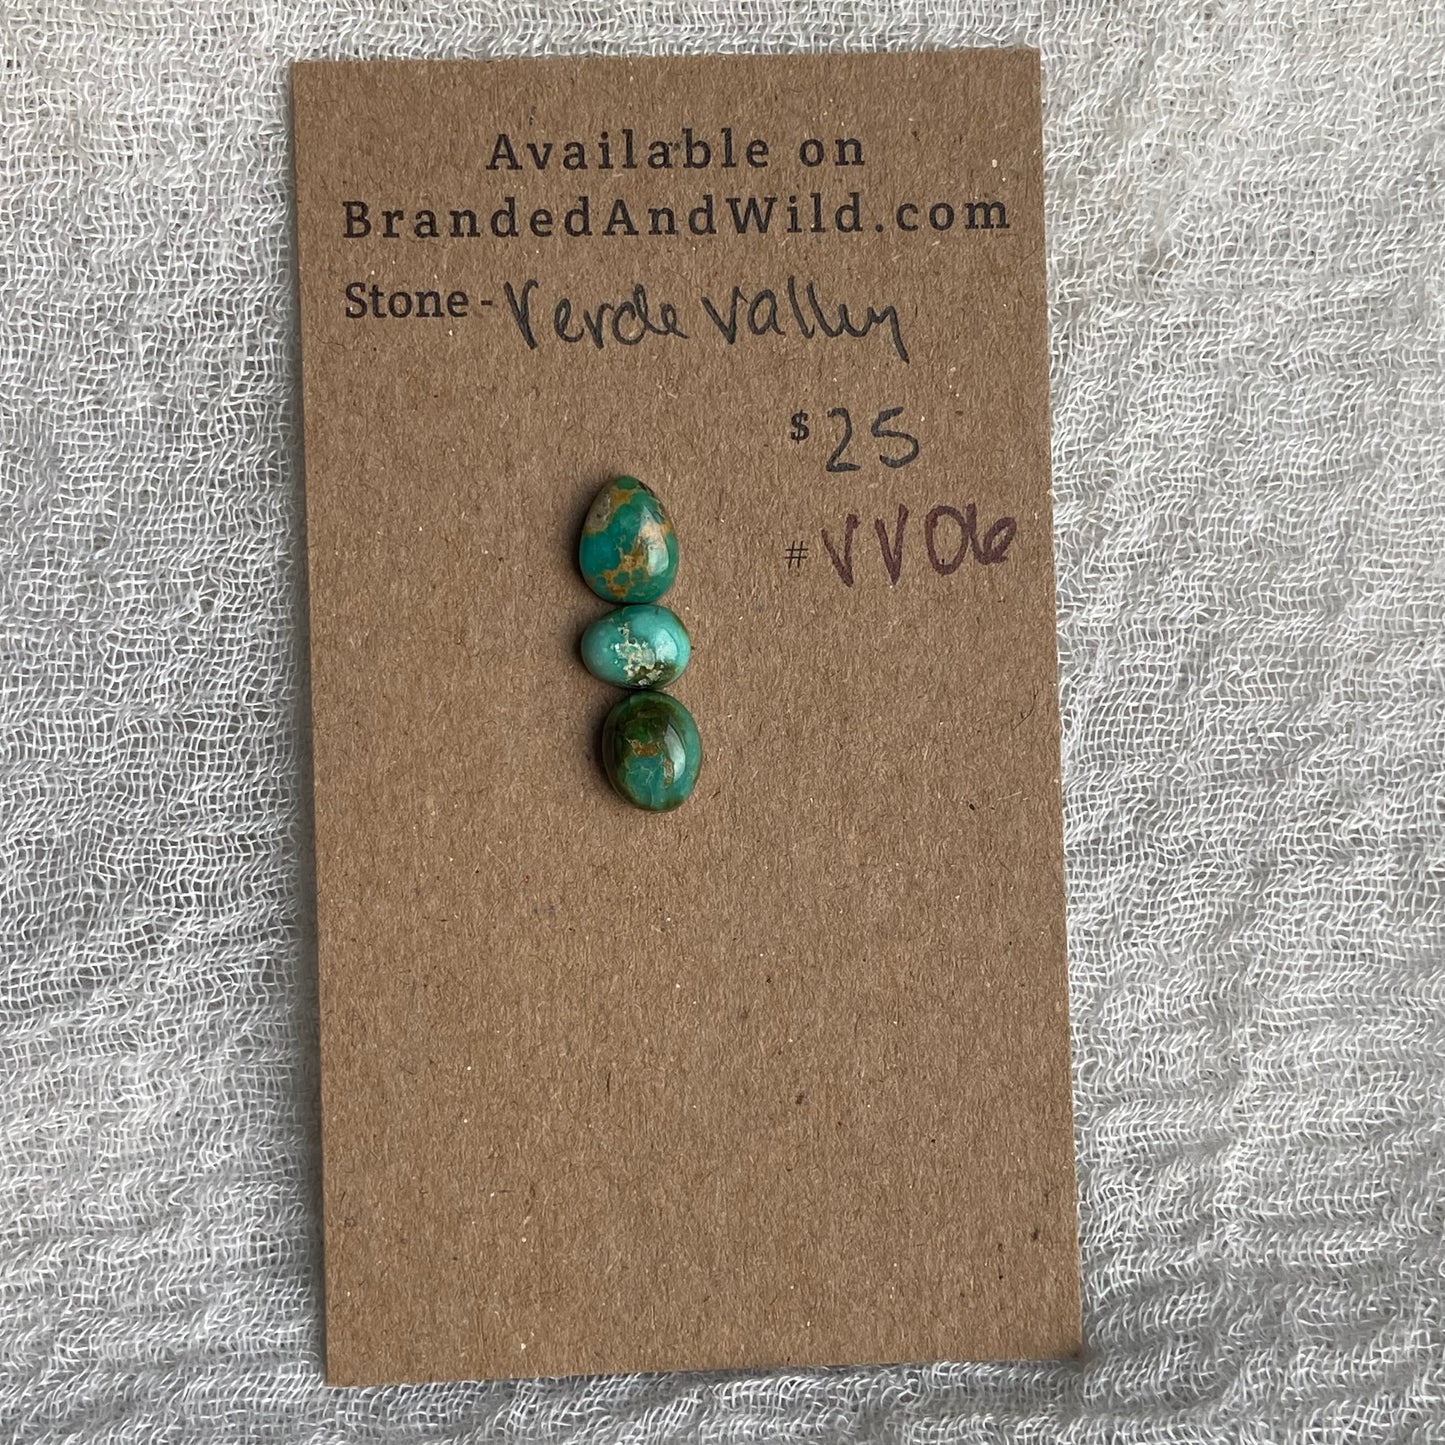 Available on
BrandedAndWild.com
Stone - Verde Valley
$ 25
# VV06